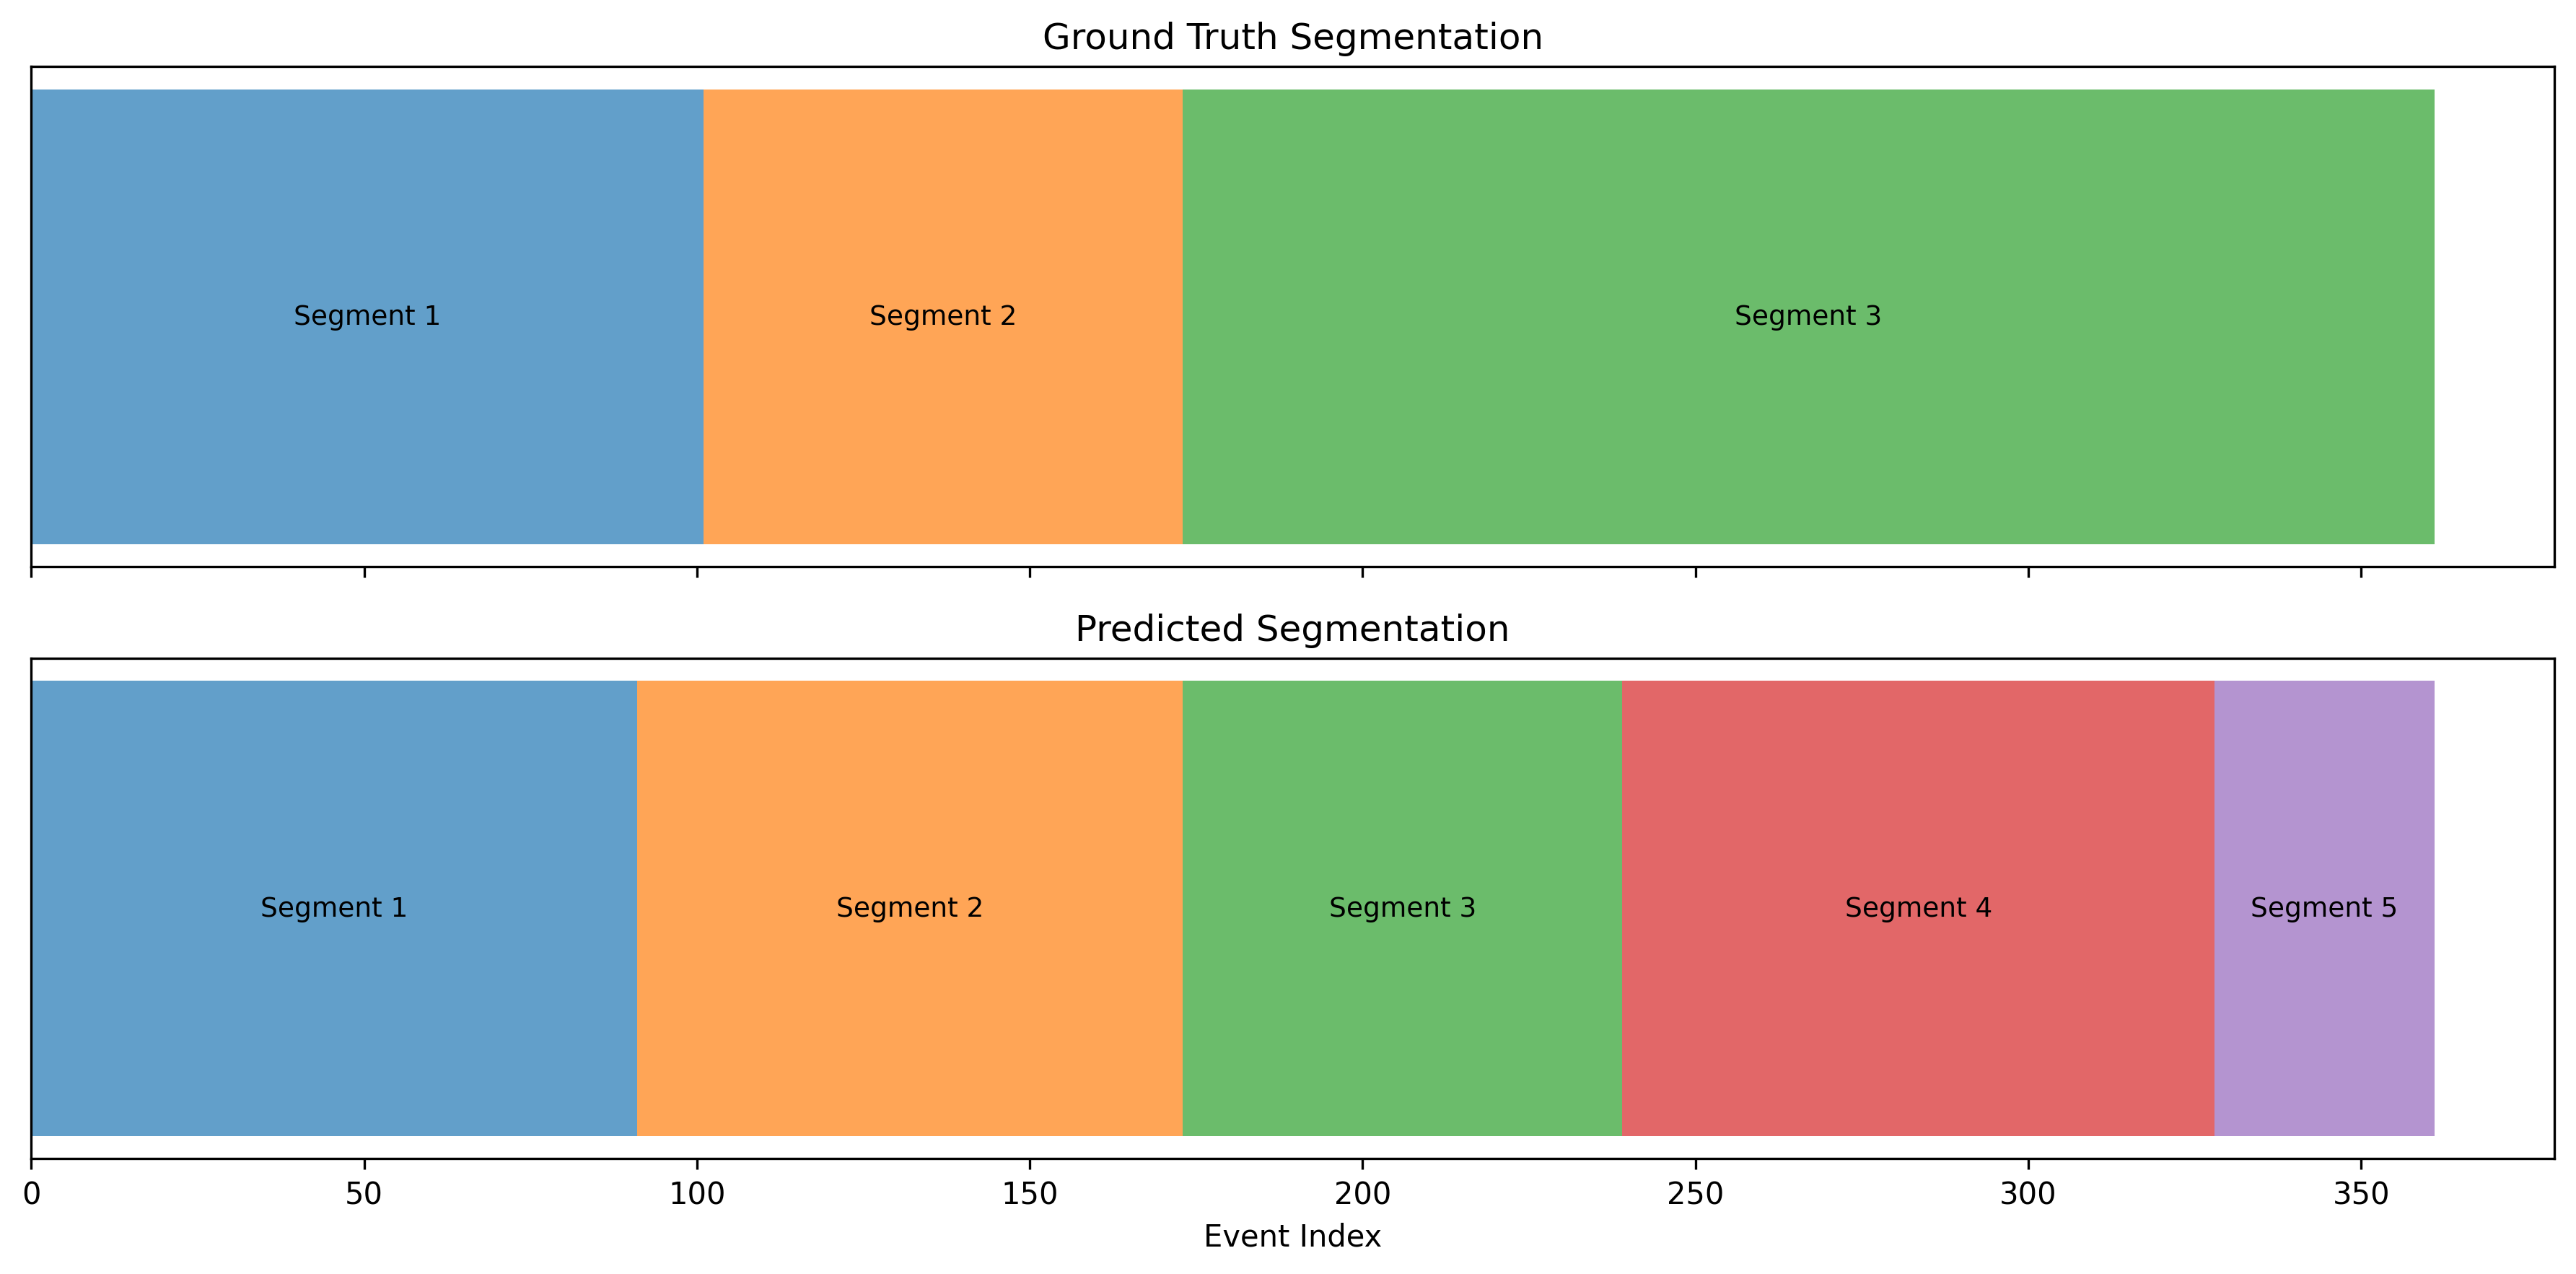 Ground Truth Segmentation
Segment 1 Segment 2 Segment 3
Predicted Segmentation
Segment 1 Segment 2 Segment 3 Segment 4 Segment 5
0 50 100 150 200 250 300 350
Event Index